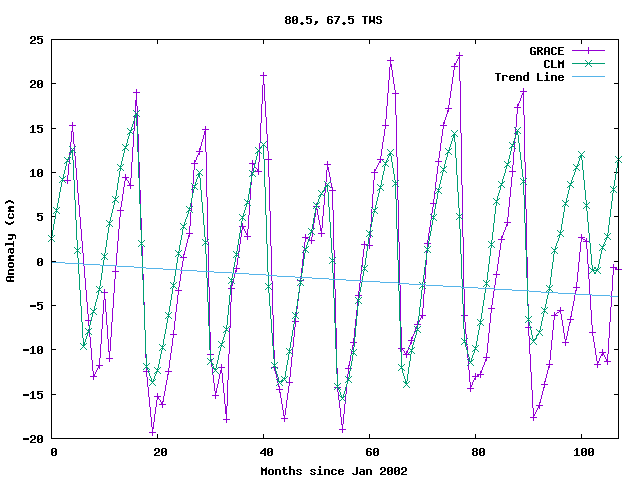 80.5, 67.5 TWS
GRACE
CLM
Trend Line
25
20
15
10
5
0
-5
-10
-15
-20
Anomaly (cm)
0 20 40 60 80 100
Months since Jan 2002